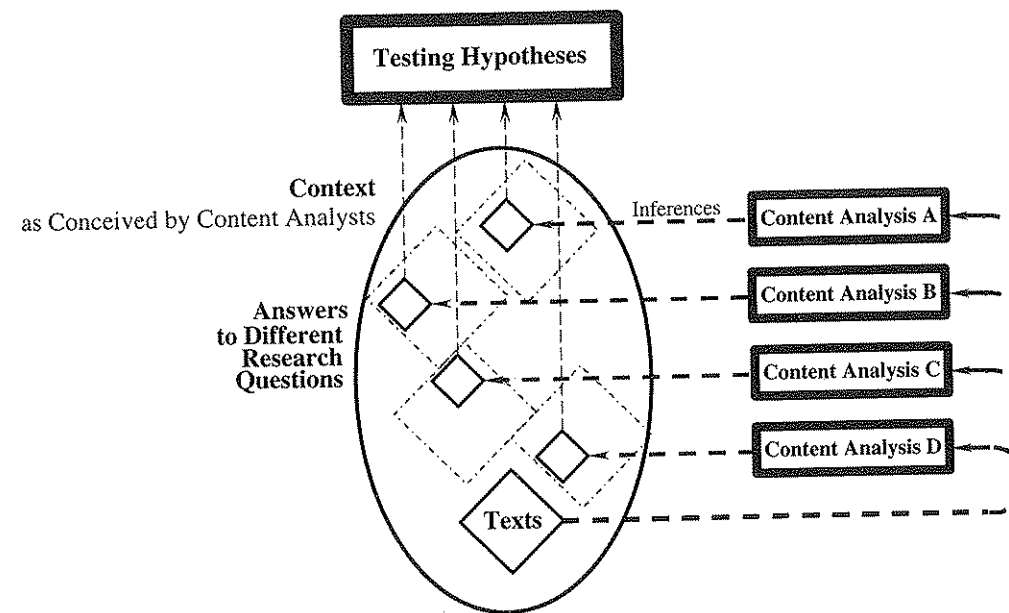 Testing Hypotheses
Context
as Conceived by Content Analysts
Inferences
Content Analysis A
Content Analysis B
Answers
to Different
Research
Questions
Content Analysis C
Content Analysis D
Texts